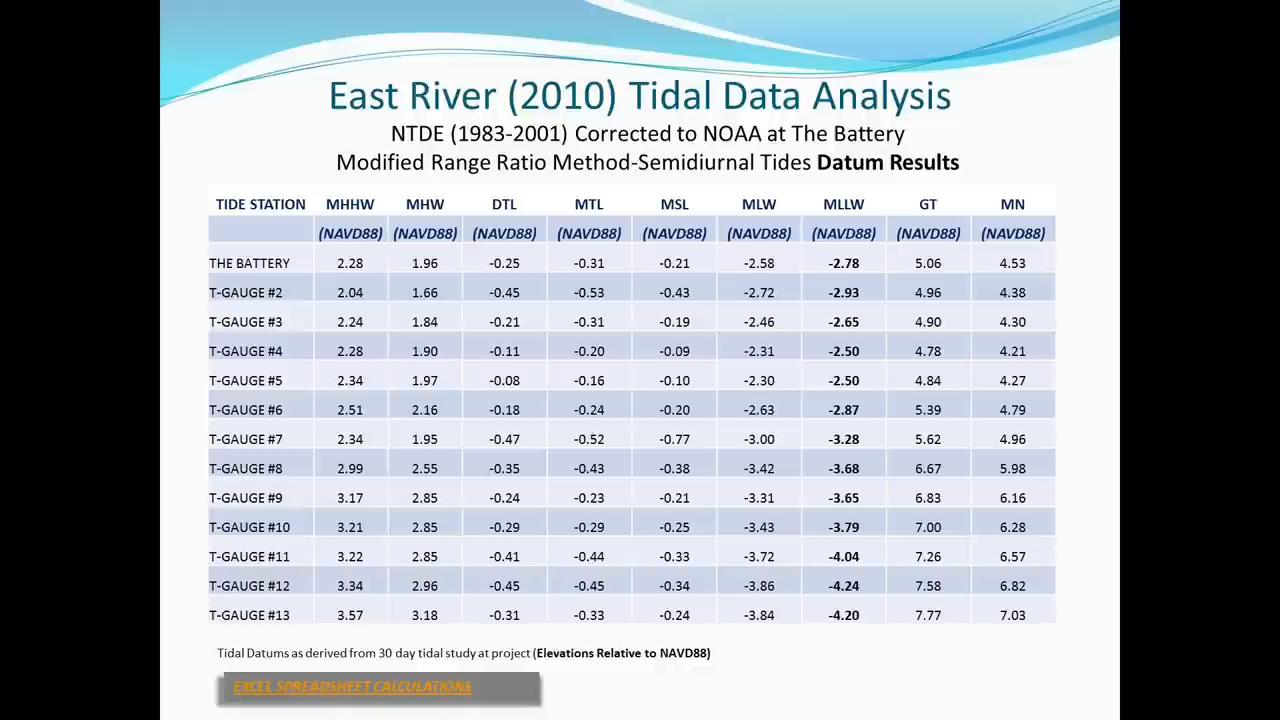 East River (2010) Tidal Data Analysis
NTDE (1983-2001) Corrected to NOAA at The Battery
Modified Range Ratio Method-Semidiurnal Tides Datum Results
TIDE STATION MHHW MHW DTL MTL MSL MLW MLLW GT MN
(NAVD88) (NAVD88) (NAVD88) (NAVD88) (NAVD88) (NAVD88) (NAVD88) (NAVD88) (NAVD88)
THE BATTERY 2.28 1.96 -0.25 -0.31 -0.21 -2.58 -2.78 5.06 4.53
T-GAUGE #2 2.04 1.66 -0.45 -0.53 -0.43 -2.72 -2.93 4.96 4.38
T-GAUGE #3 2.24 1.84 -0.21 -0.31 -0.19 -2.46 -2.65 4.90 4.30
T-GAUGE #4 2.28 1.90 -0.11 -0.20 -0.09 -2.31 -2.50 4.78 4.21
T-GAUGE #5 2.34 1.97 -0.08 -0.16 -0.10 -2.30 -2.50 4.84 4.27
T-GAUGE #6 2.51 2.16 -0.18 -0.24 -0.20 -2.63 -2.87 5.39 4.79
T-GAUGE #7 2.34 1.95 -0.47 -0.52 -0.77 -3.00 -3.28 5.62 4.96
T-GAUGE #8 2.99 2.55 -0.35 -0.43 -0.38 -3.42 -3.68 6.67 5.98
T-GAUGE #9 3.17 2.85 -0.24 -0.23 -0.21 -3.31 -3.65 6.83 6.16
T-GAUGE #10 3.21 2.85 -0.29 -0.29 -0.25 -3.43 -3.79 7.00 6.28
T-GAUGE #11 3.22 2.85 -0.41 -0.44 -0.33 -3.72 -4.04 7.26 6.57
T-GAUGE #12 3.34 2.96 -0.45 -0.45 -0.34 -3.86 -4.24 7.58 6.82
T-GAUGE #13 3.57 3.18 -0.31 -0.33 -0.24 -3.84 -4.20 7.77 7.03
Tidal Datums as derived from 30 day tidal study at project (Elevations Relative to NAVD88)
EXCEL SPREADSHEET CALCULATIONS